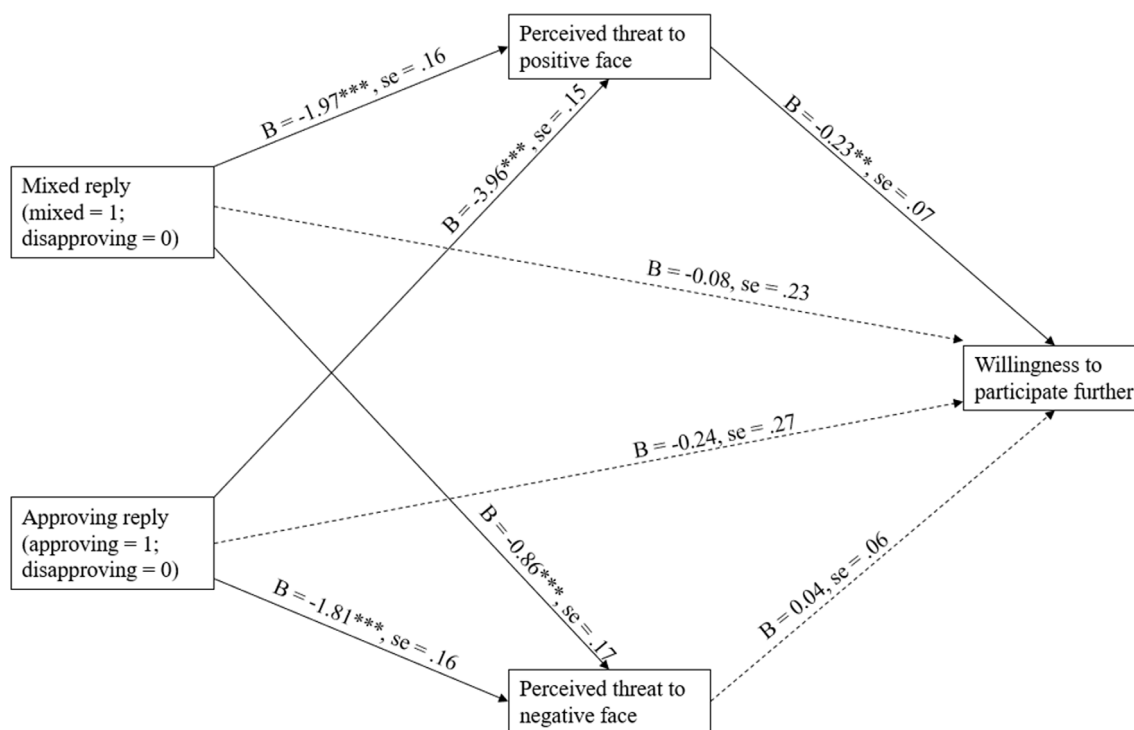 Perceived threat to
positive face
B = -1.97***, se = .16
B = -3.96***, se = .15
B = -0.23**, se = .07
Mixed reply
(mixed = 1;
disapproving = 0)
B = -0.08, se = .23
Willingness to
participate further
B = -0.24, se = .27
Approving reply
(approving = 1;
disapproving = 0)
B = -0.86***, se = .17
B = 0.04, se = .06
B = -1.81***, se = .16
Perceived threat to
negative face